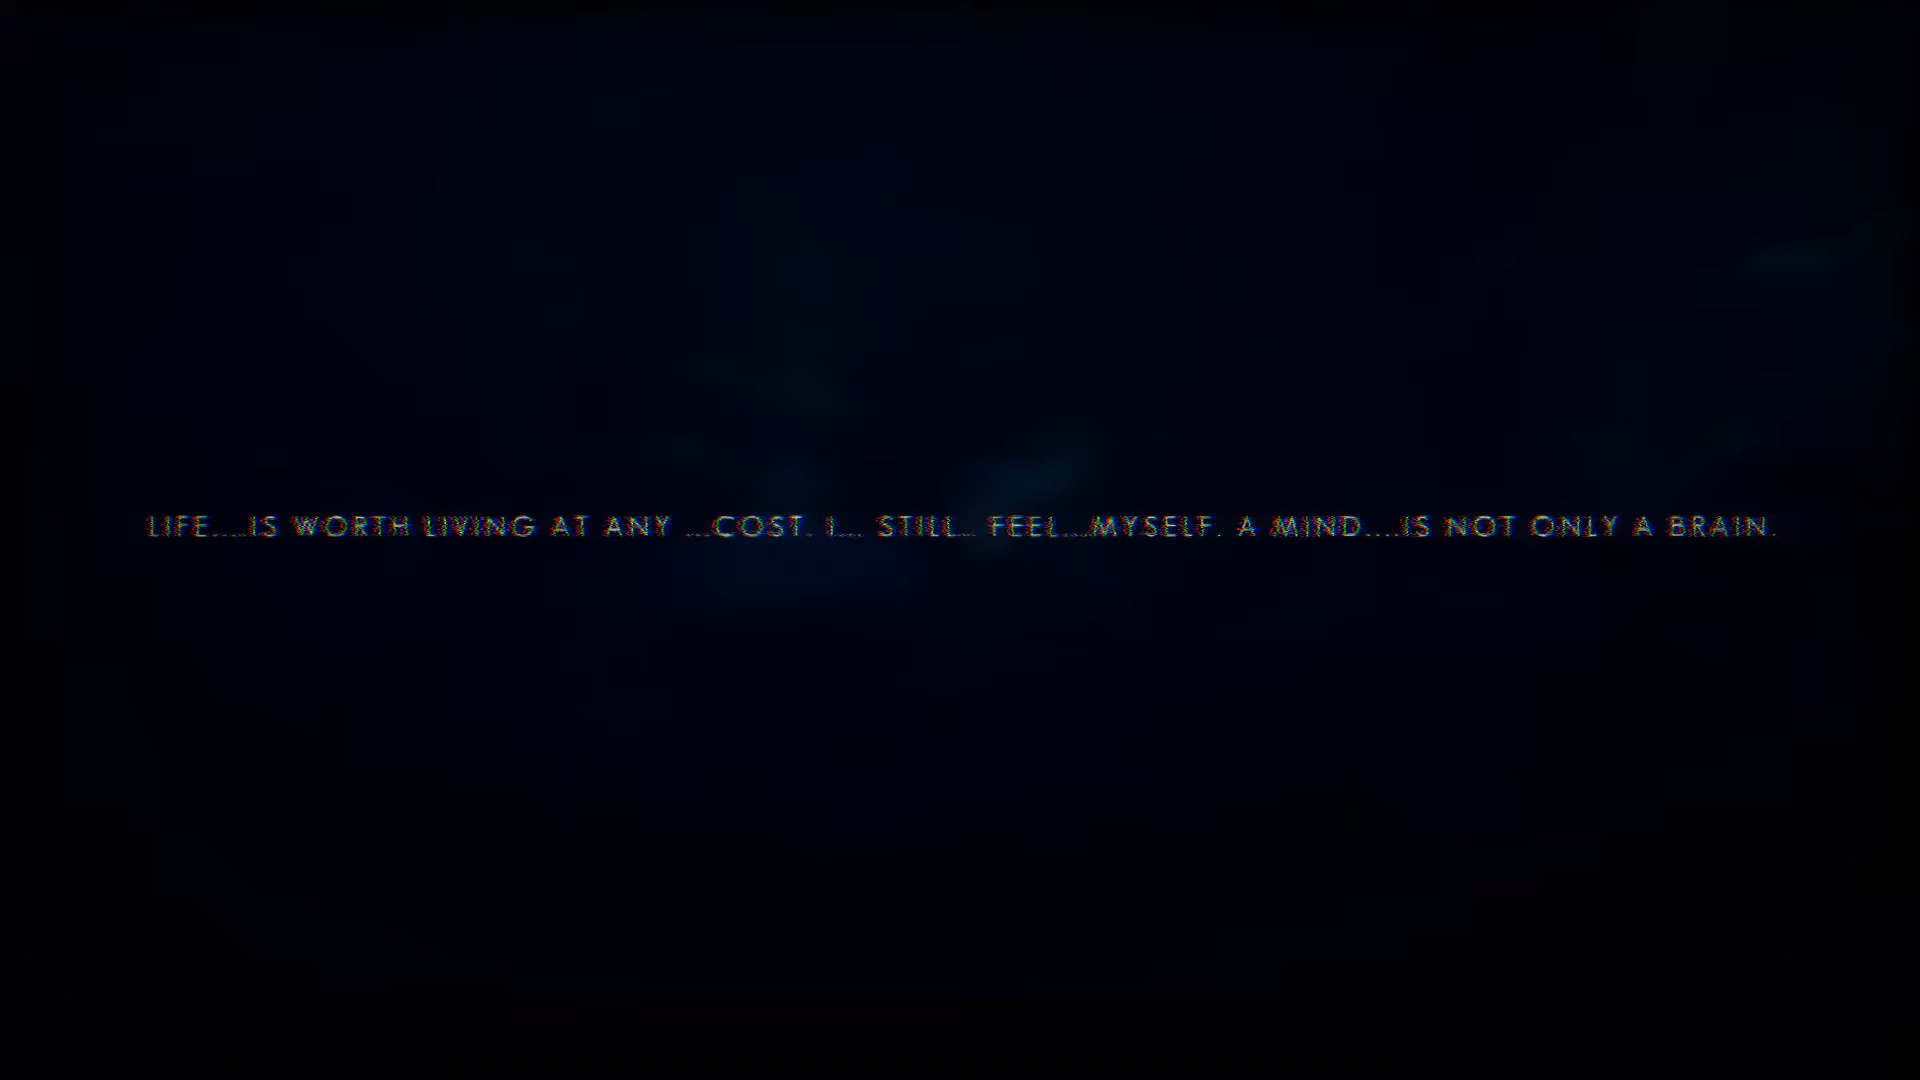 LIFE....IS WORTH LIVING AT ANY ...COST. I... STILL... FEEL....MYSELF. A MIND....IS NOT ONLY A BRAIN.